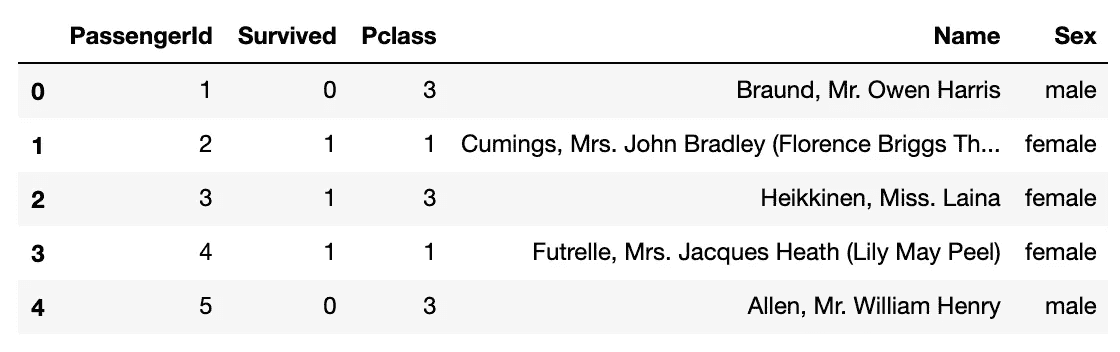 PassengerId Survived Pclass Name Sex
0 1 0 3 Braund, Mr. Owen Harris male
1 2 1 1 Cumings, Mrs. John Bradley (Florence Briggs Th... female
2 3 1 3 Heikkinen, Miss. Laina female
3 4 1 1 Futrelle, Mrs. Jacques Heath (Lily May Peel) female
4 5 0 3 Allen, Mr. William Henry male